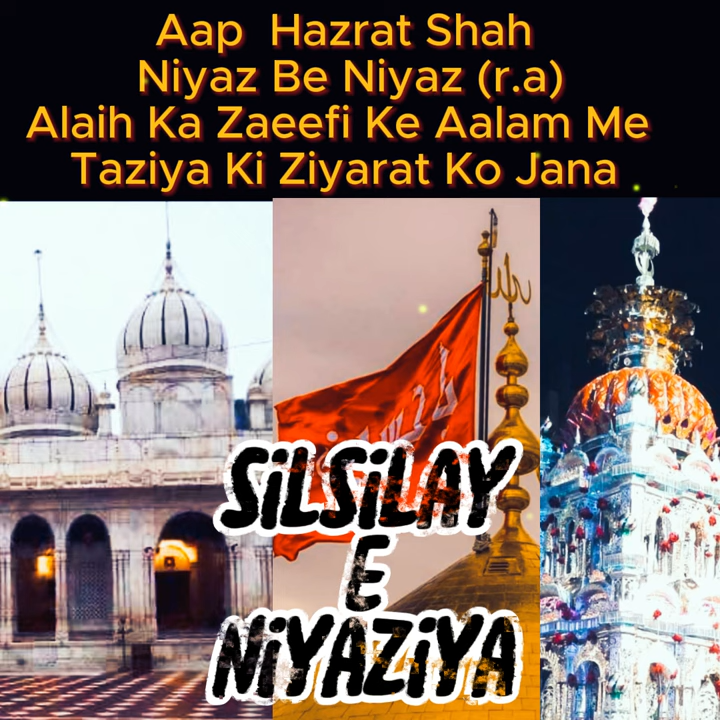 Aap Hazrat Shah
Niyaz Be Niyaz (r.a)
Alaih Ka Zaeefi Ke Aalam Me
Taziya Ki Ziyarat Ko Jana
SiLSiLAY
E
NiYAZiYA